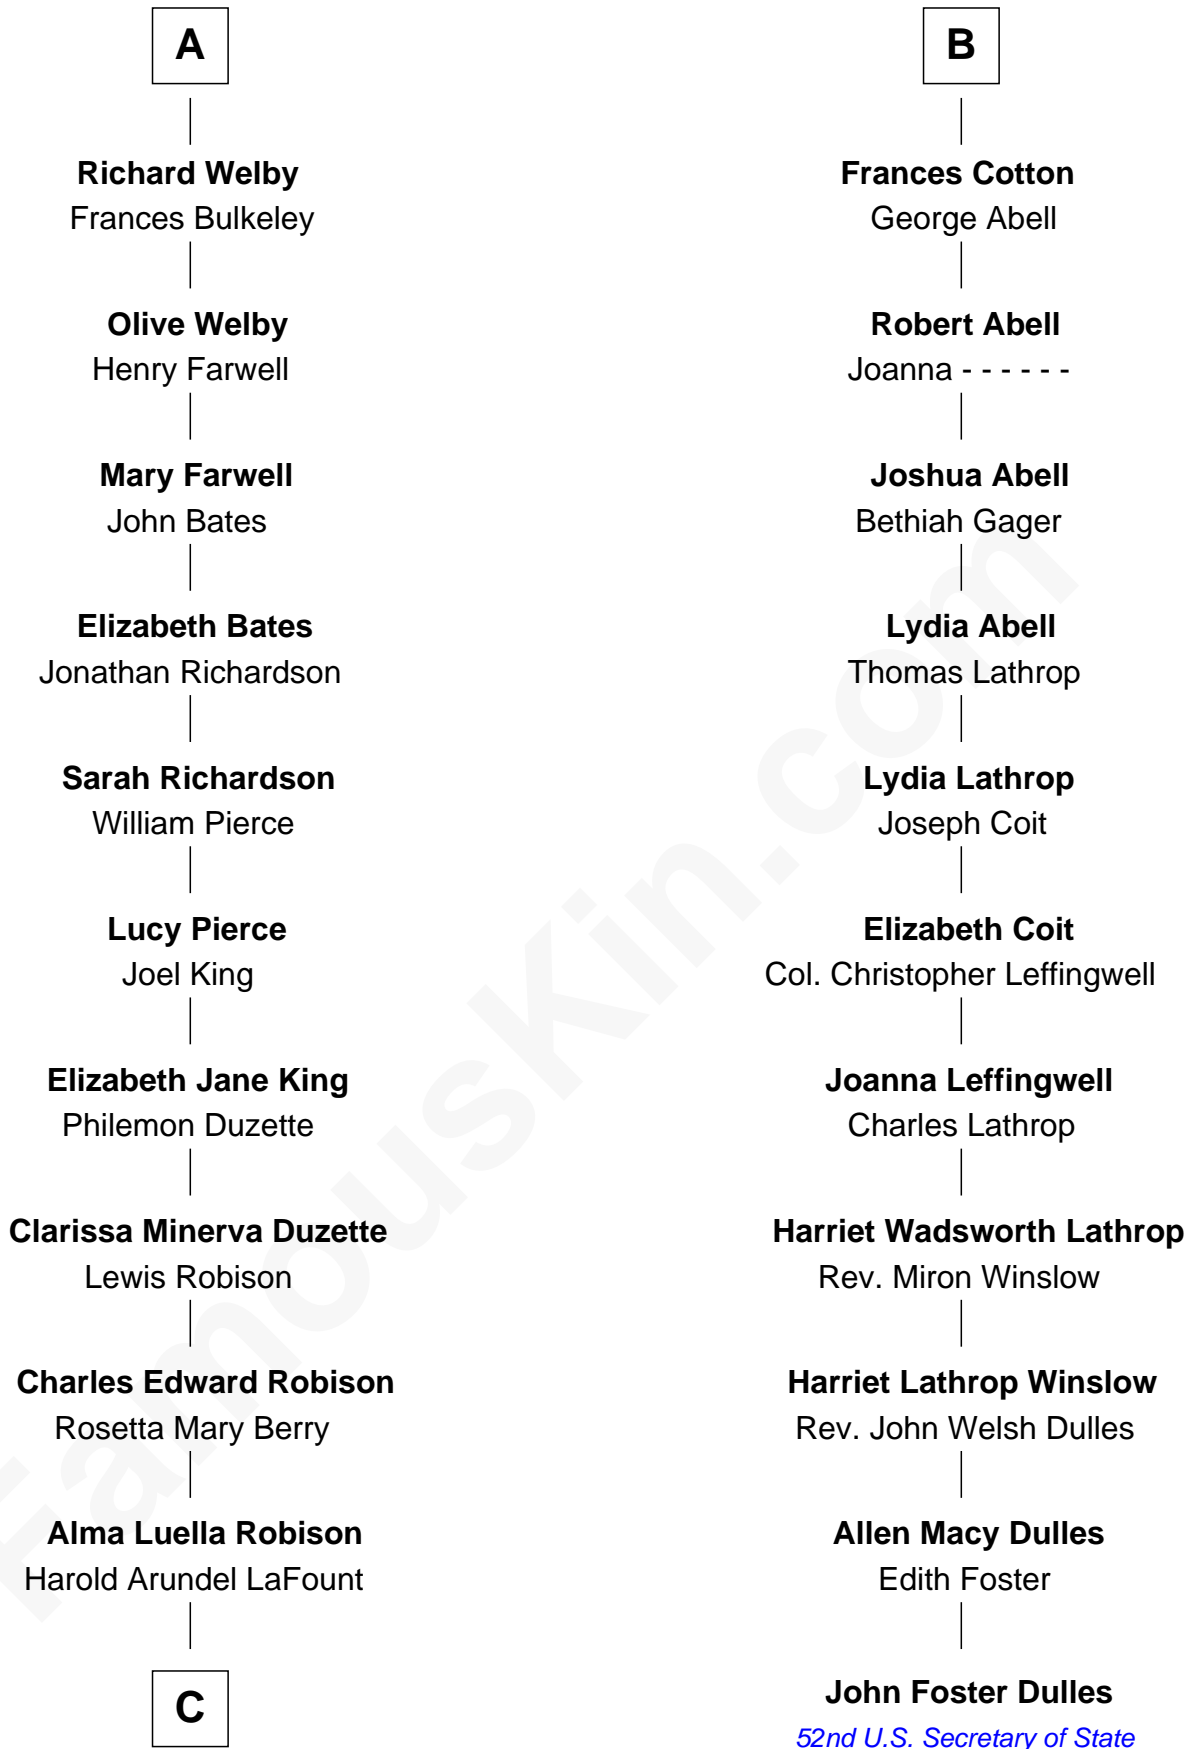 A
Richard Welby
Frances Bulkeley
Olive Welby
Henry Farwell
Mary Farwell
John Bates
Elizabeth Bates
Jonathan Richardson
Sarah Richardson
William Pierce
Lucy Pierce
Joel King
Elizabeth Jane King
Philemon Duzette
Clarissa Minerva Duzette
Lewis Robison
Charles Edward Robison
Rosetta Mary Berry
Alma Luella Robison
Harold Arundel LaFount
C
B
Frances Cotton
George Abell
Robert Abell
Joanna - - - - - -
Joshua Abell
Bethiah Gager
Lydia Abell
Thomas Lathrop
Lydia Lathrop
Joseph Coit
Elizabeth Coit
Col. Christopher Leffingwell
Joanna Leffingwell
Charles Lathrop
Harriet Wadsworth Lathrop
Rev. Miron Winslow
Harriet Lathrop Winslow
Rev. John Welsh Dulles
Allen Macy Dulles
Edith Foster
John Foster Dulles
52nd U.S. Secretary of State
FamousKin.com